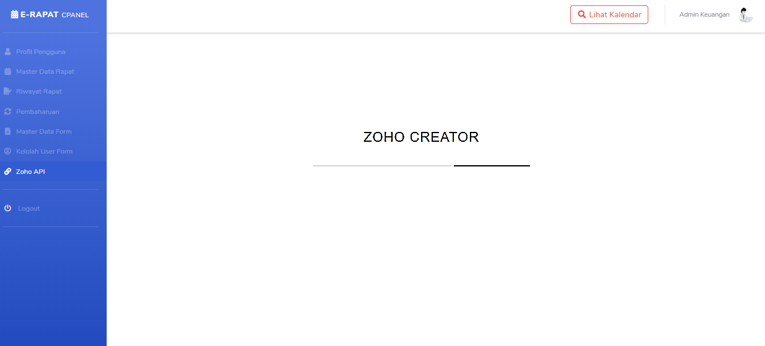 E-RAPAT CPANEL
Lihat Kalendar
Admin Keuangan
Profil Pengguna
Master Data Rapat
Riwayat Rapat
Pembaharuan
Master Data Form
Kelolah User Form
Zoho API
Logout
ZOHO CREATOR